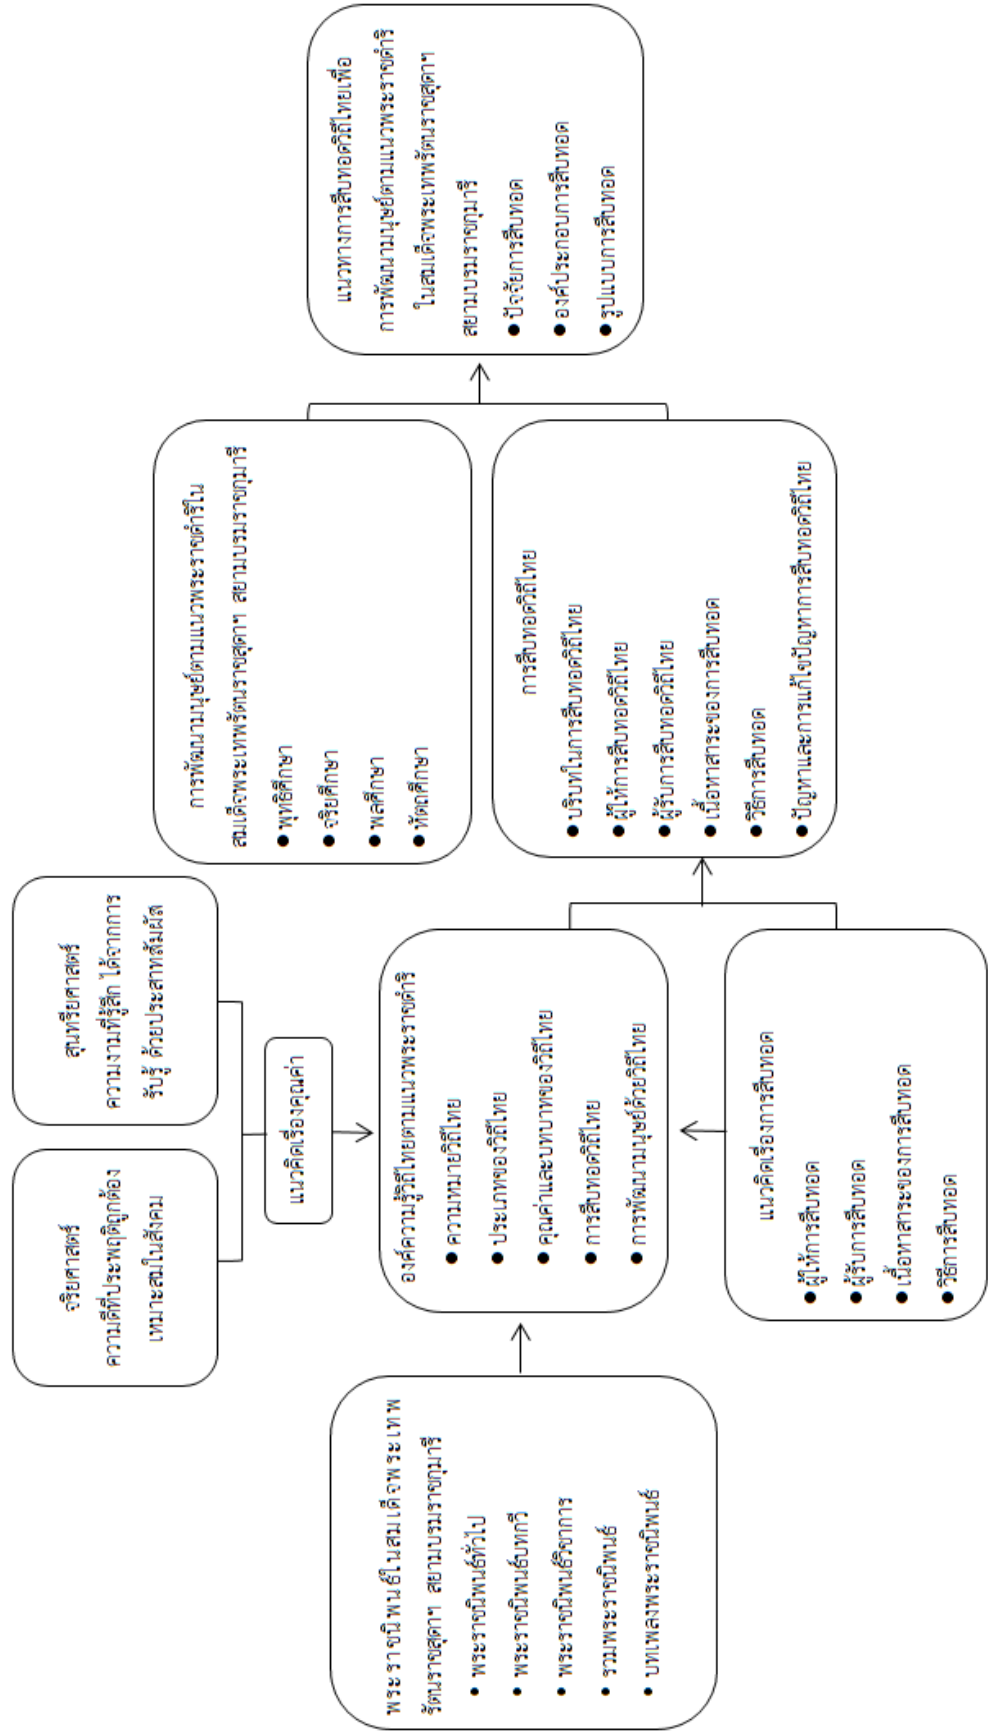 จริยศาสตร์
ความดีที่ประพฤติถูกต้อง
เหมาะสมในสังคม
สุนทรียศาสตร์
ความงามที่รู้สึก ได้จากการ
รับรู้ ด้วยประสาทสัมผัส
แนวคิดเรื่องคุณค่า
พระราชนิพนธ์ในสมเด็จพระเทพ
รัตนราชสุดาฯ สยามบรมราชกุมารี
• พระราชนิพนธ์ทั่วไป
• พระราชนิพนธ์บทกวี
• พระราชนิพนธ์วิชาการ
• รวมพระราชนิพนธ์
• บทเพลงพระราชนิพนธ์
องค์ความรู้วิถีไทยตามแนวพระราชดำริ
● ความหมายวิถีไทย
● ประเภทของวิถีไทย
● คุณค่าและบทบาทของวิถีไทย
● การสืบทอดวิถีไทย
● การพัฒนามนุษย์ด้วยวิถีไทย
แนวคิดเรื่องการสืบทอด
● ผู้ให้การสืบทอด
● ผู้รับการสืบทอด
● เนื้อหาสาระของการสืบทอด
● วิธีการสืบทอด
การพัฒนามนุษย์ตามแนวพระราชดำริใน
สมเด็จพระเทพรัตนราชสุดาฯ สยามบรมราชกุมารี
● พุทธิศึกษา
● จริยศึกษา
● พลศึกษา
● หัตถศึกษา
การสืบทอดวิถีไทย
● บริบทในการสืบทอดวิถีไทย
● ผู้ให้การสืบทอดวิถีไทย
● ผู้รับการสืบทอดวิถีไทย
● เนื้อหาสาระของการสืบทอด
● วิธีการสืบทอด
● ปัญหาและการแก้ไขปัญหาการสืบทอดวิถีไทย
แนวทางการสืบทอดวิถีไทยเพื่อ
การพัฒนามนุษย์ตามแนวพระราชดำริ
ในสมเด็จพระเทพรัตนราชสุดาฯ
สยามบรมราชกุมารี
● ปัจจัยการสืบทอด
● องค์ประกอบการสืบทอด
● รูปแบบการสืบทอด